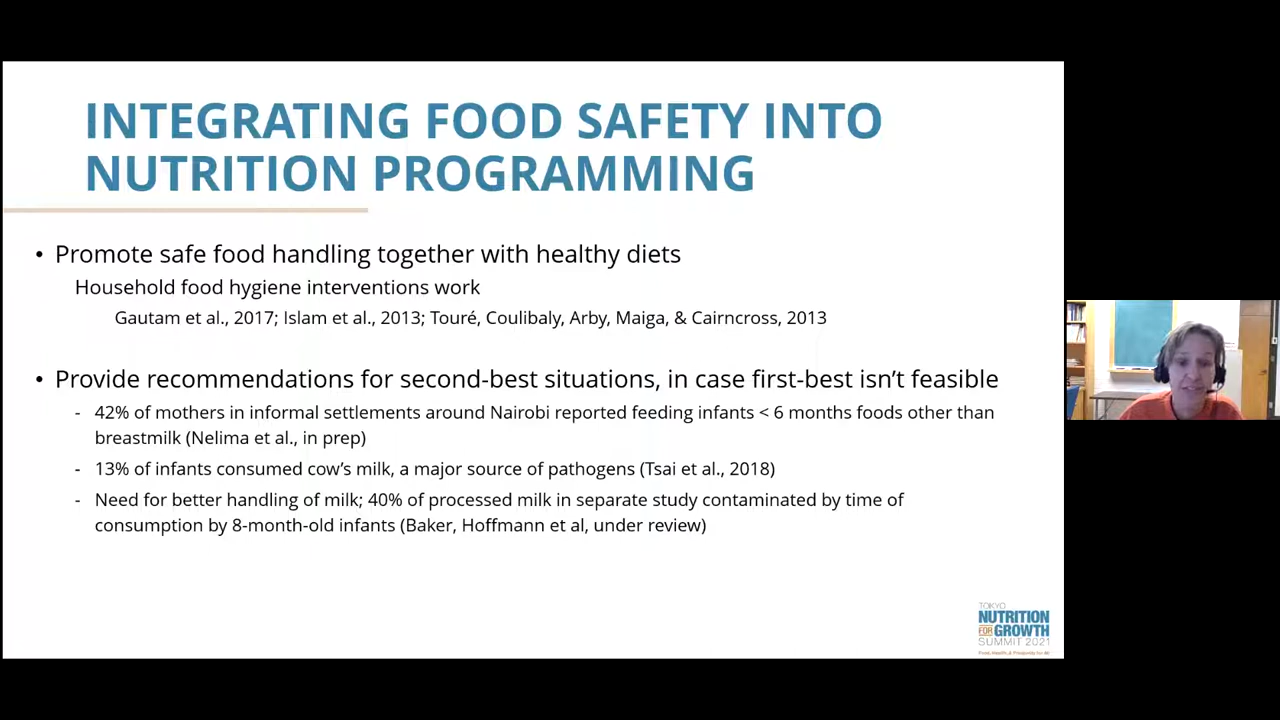 INTEGRATING FOOD SAFETY INTO
NUTRITION PROGRAMMING
• Promote safe food handling together with healthy diets
Household food hygiene interventions work
Gautam et al., 2017; Islam et al., 2013; Touré, Coulibaly, Arby, Maiga, & Cairncross, 2013
• Provide recommendations for second-best situations, in case first-best isn't feasible
- 42% of mothers in informal settlements around Nairobi reported feeding infants < 6 months foods other than
breastmilk (Nelima et al., in prep)
- 13% of infants consumed cow's milk, a major source of pathogens (Tsai et al., 2018)
- Need for better handling of milk; 40% of processed milk in separate study contaminated by time of
consumption by 8-month-old infants (Baker, Hoffmann et al, under review)
TOKYO
NUTRITION
FOR GROWTH
SUMMIT 2021
Food, Health, & Prosperity for All